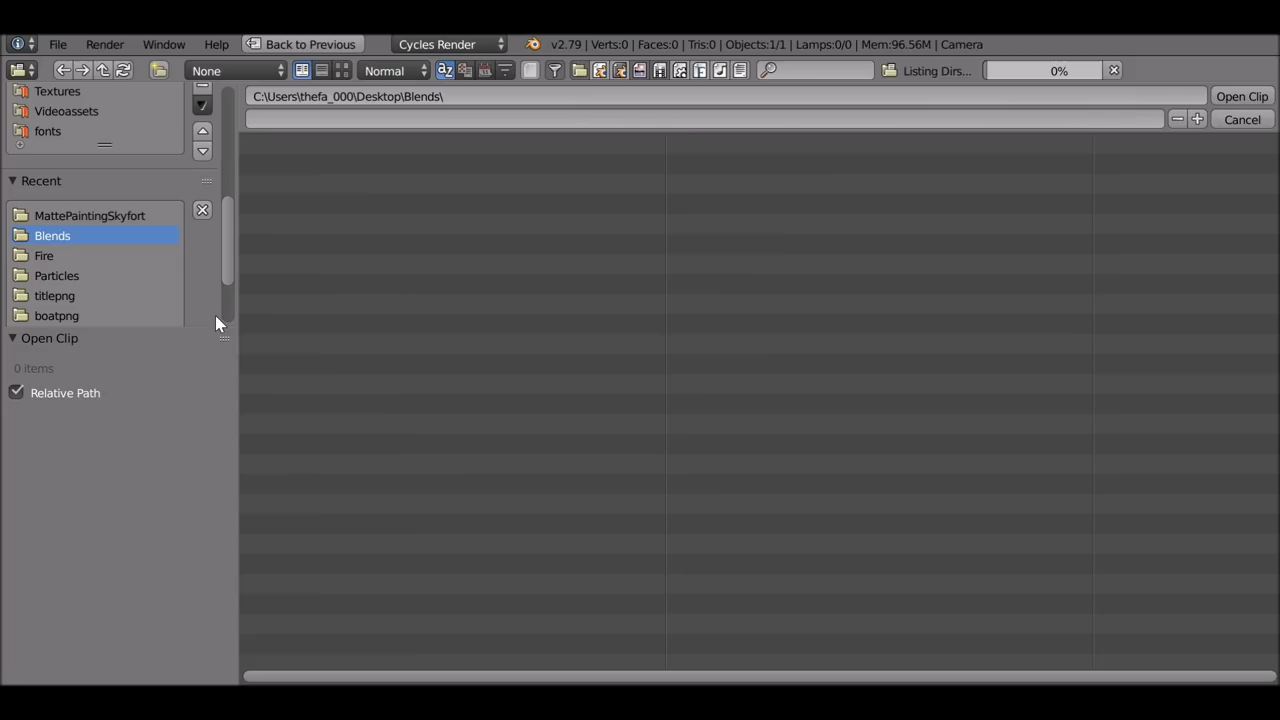 File Render Window Help Back to Previous Cycles Render v2.79 | Verts:0 | Faces:0 | Tris:0 | Objects:1/1 | Lamps:0/0 | Mem:96.56M | Camera
None Normal Listing Dirs... 0%
Textures
C:\Users\thefa_000\Desktop\Blends\ Open Clip
Videoassets
Cancel
fonts
Recent
MattePaintingSkyfort
Blends
Fire
Particles
titlepng
boatpng
Open Clip
0 items
Relative Path